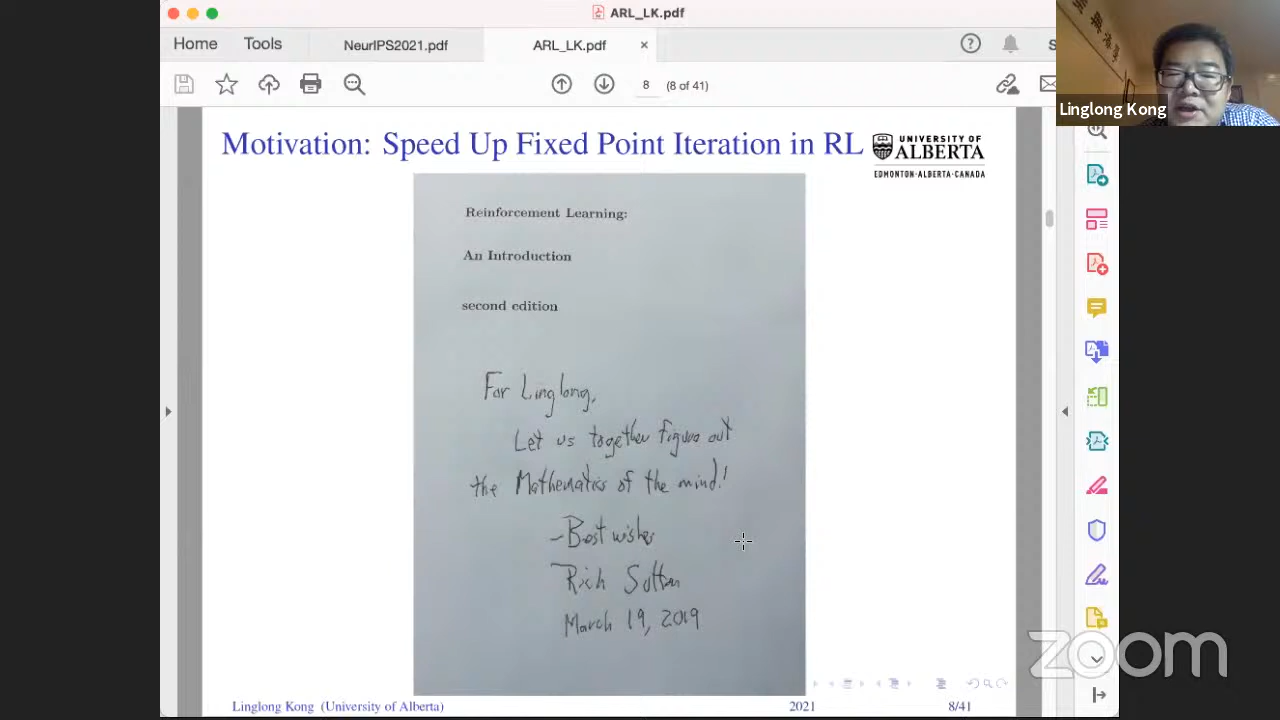 ARL_LK.pdf
Home
Tools
NeurIPS2021.pdf
ARL_LK.pdf
8
(8 of 41)
Linglong Kong
Motivation: Speed Up Fixed Point Iteration in RL
UNIVERSITY OF
ALBERTA
EDMONTON·ALBERTA·CANADA
Reinforcement Learning:
An Introduction
second edition
For Linglong,
Let us together figure out
the Mathematics of the mind!
– Best wishes
Rich Sutton
March 19, 2019
Linglong Kong (University of Alberta)
2021
8/41
zoom